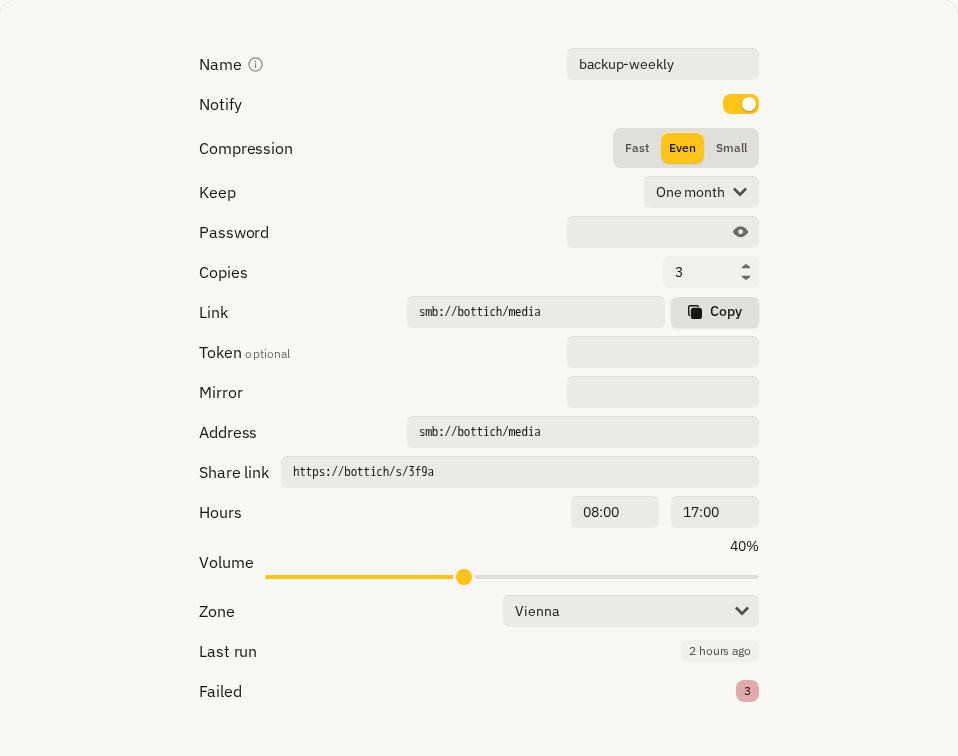 Name backup-weekly
Notify
Compression Fast Even Small
Keep One month
Password
Copies 3
Link smb://bottich/media Copy
Token optional
Mirror
Address smb://bottich/media
Share link https://bottich/s/3f9a
Hours 08:00 17:00
40%
Volume
Zone Vienna
Last run 2 hours ago
Failed 3